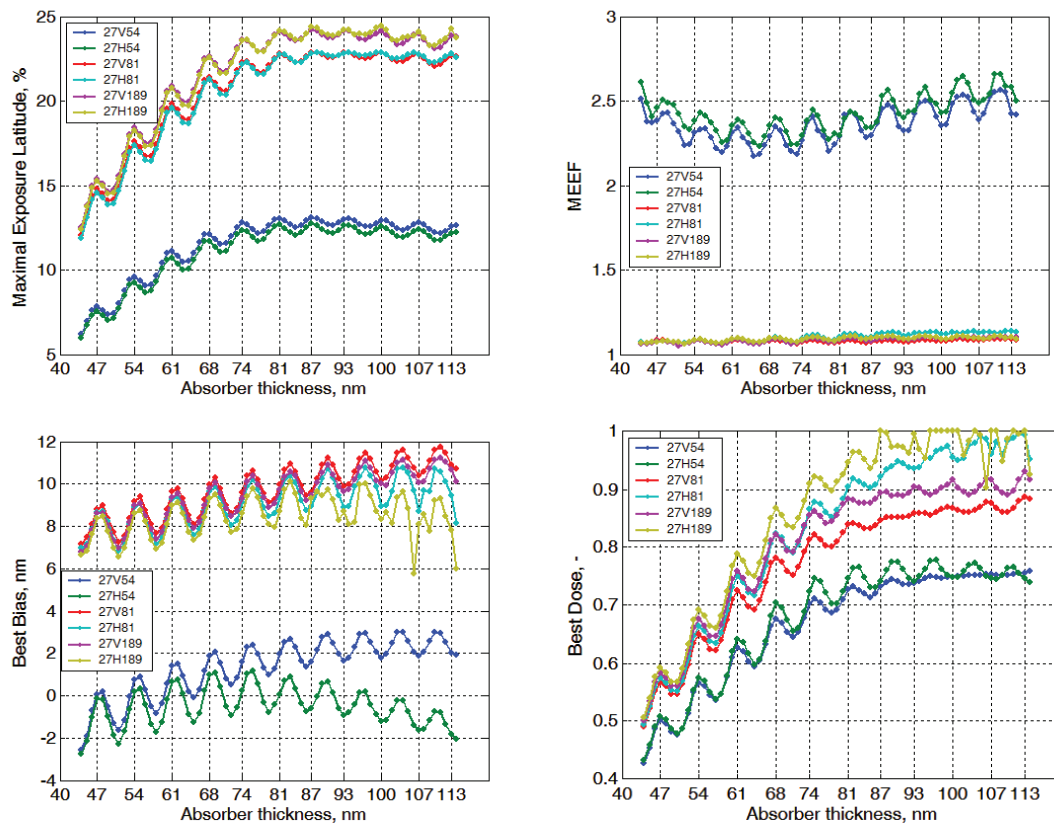 Maximal Exposure Latitude, %
25
20
15
10
5
27V54
27H54
27V81
27H81
27V189
27H189
40 47 54 61 68 74 81 87 93 100 107 113
Absorber thickness, nm
MEEF
3
2.5
2
1.5
1
27V54
27H54
27V81
27H81
27V189
27H189
40 47 54 61 68 74 81 87 93 100 107 113
Absorber thickness, nm
Best Bias, nm
12
10
8
6
4
2
0
-2
-4
27V54
27H54
27V81
27H81
27V189
27H189
40 47 54 61 68 74 81 87 93 100 107 113
Absorber thickness, nm
Best Dose, -
1
0.9
0.8
0.7
0.6
0.5
0.4
27V54
27H54
27V81
27H81
27V189
27H189
40 47 54 61 68 74 81 87 93 100 107 113
Absorber thickness, nm